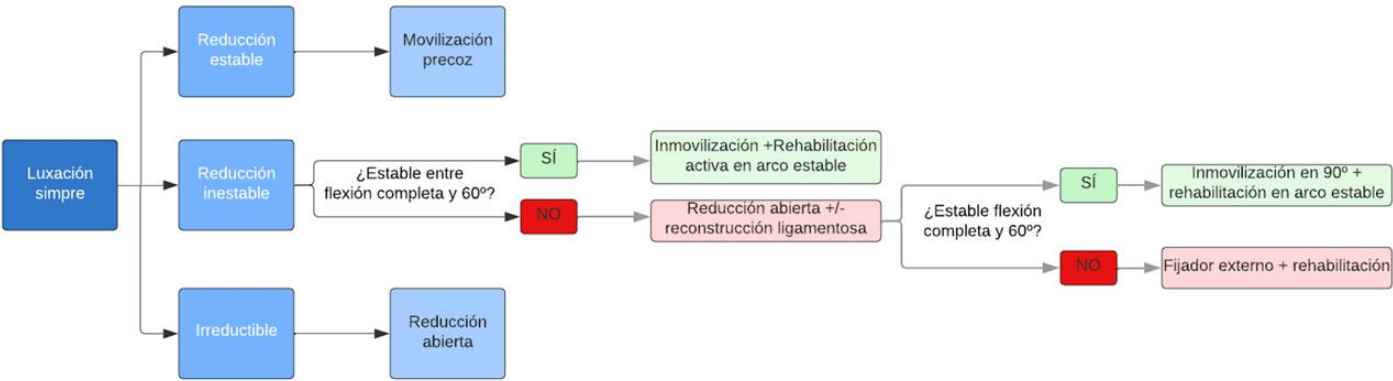 Reducción
estable
Movilización
precoz
Luxación
simpre
Reducción
inestable
¿Estable entre
flexión completa y 60º?
SÍ
NO
Inmovilización +Rehabilitación
activa en arco estable
Reducción abierta +/-
reconstrucción ligamentosa
¿Estable flexión
completa y 60º?
SÍ
NO
Inmovilización en 90º +
rehabilitación en arco estable
Fijador externo + rehabilitación
Irreductible
Reducción
abierta